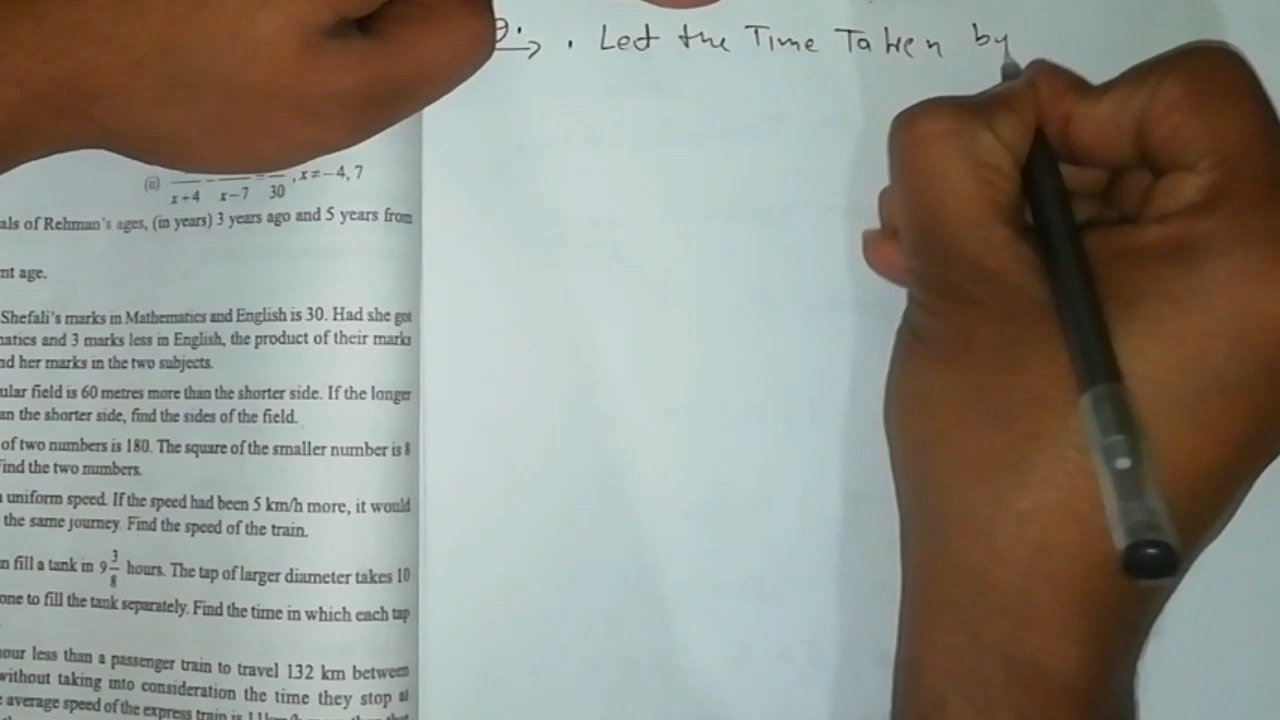 . Let the Time Taken by
(ii) x+4 x−7 30 , x ≠ −4, 7
als of Rehman's ages, (in years) 3 years ago and 5 years from
nt age.
Shefali's marks in Mathematics and English is 30. Had she got
natics and 3 marks less in English, the product of their marks
nd her marks in the two subjects.
ular field is 60 metres more than the shorter side. If the longer
an the shorter side, find the sides of the field.
of two numbers is 180. The square of the smaller number is 8
Find the two numbers.
uniform speed. If the speed had been 5 km/h more, it would
the same journey. Find the speed of the train.
n fill a tank in 9 3/8 hours. The tap of larger diameter takes 10
one to fill the tank separately. Find the time in which each tap
our less than a passenger train to travel 132 km between
without taking into consideration the time they stop at
average speed of the express train is 11km/h